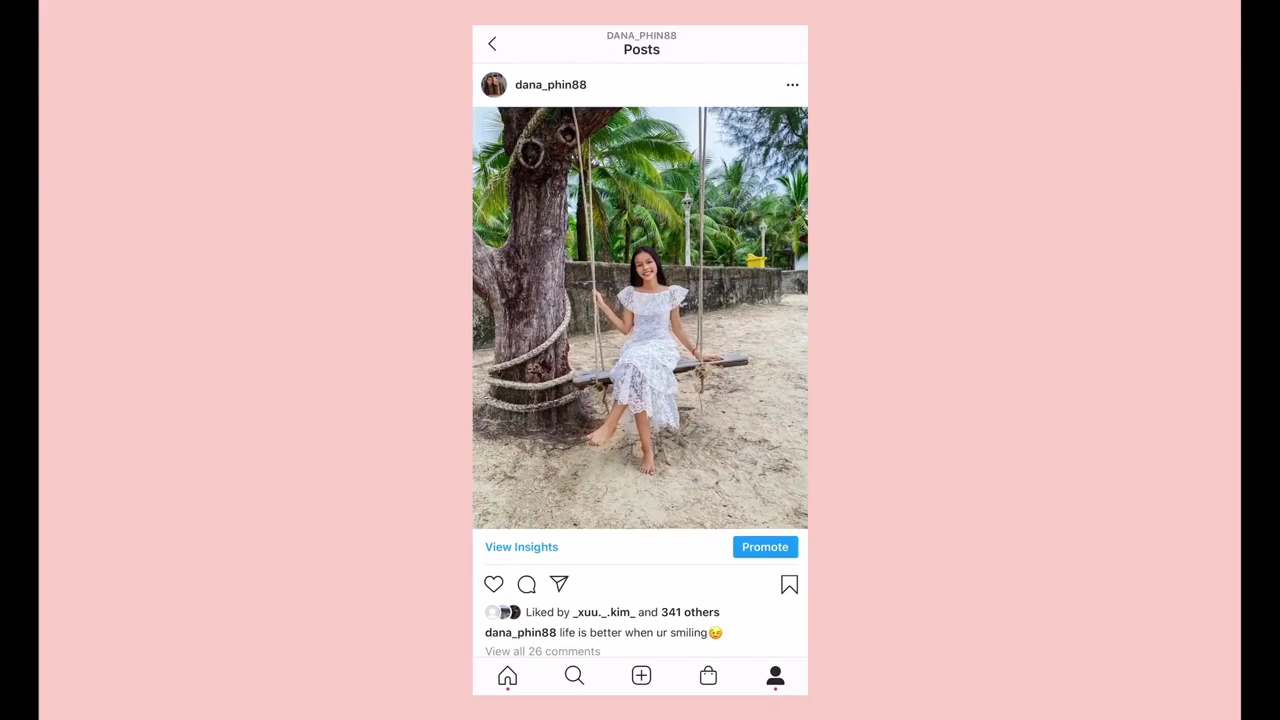 DANA_PHIN88
Posts
dana_phin88
View Insights
Promote
Liked by _xuu._.kim_ and 341 others
dana_phin88 life is better when ur smiling😉
View all 26 comments